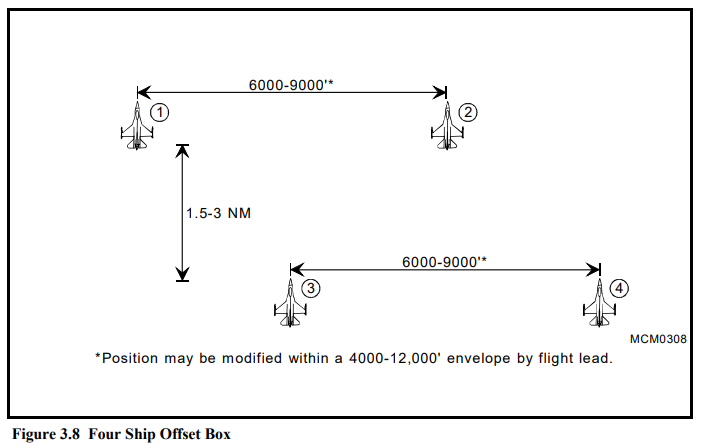 6000-9000'*
1
2
1.5-3 NM
6000-9000'*
3
4
MCM0308
*Position may be modified within a 4000-12,000' envelope by flight lead.
Figure 3.8 Four Ship Offset Box